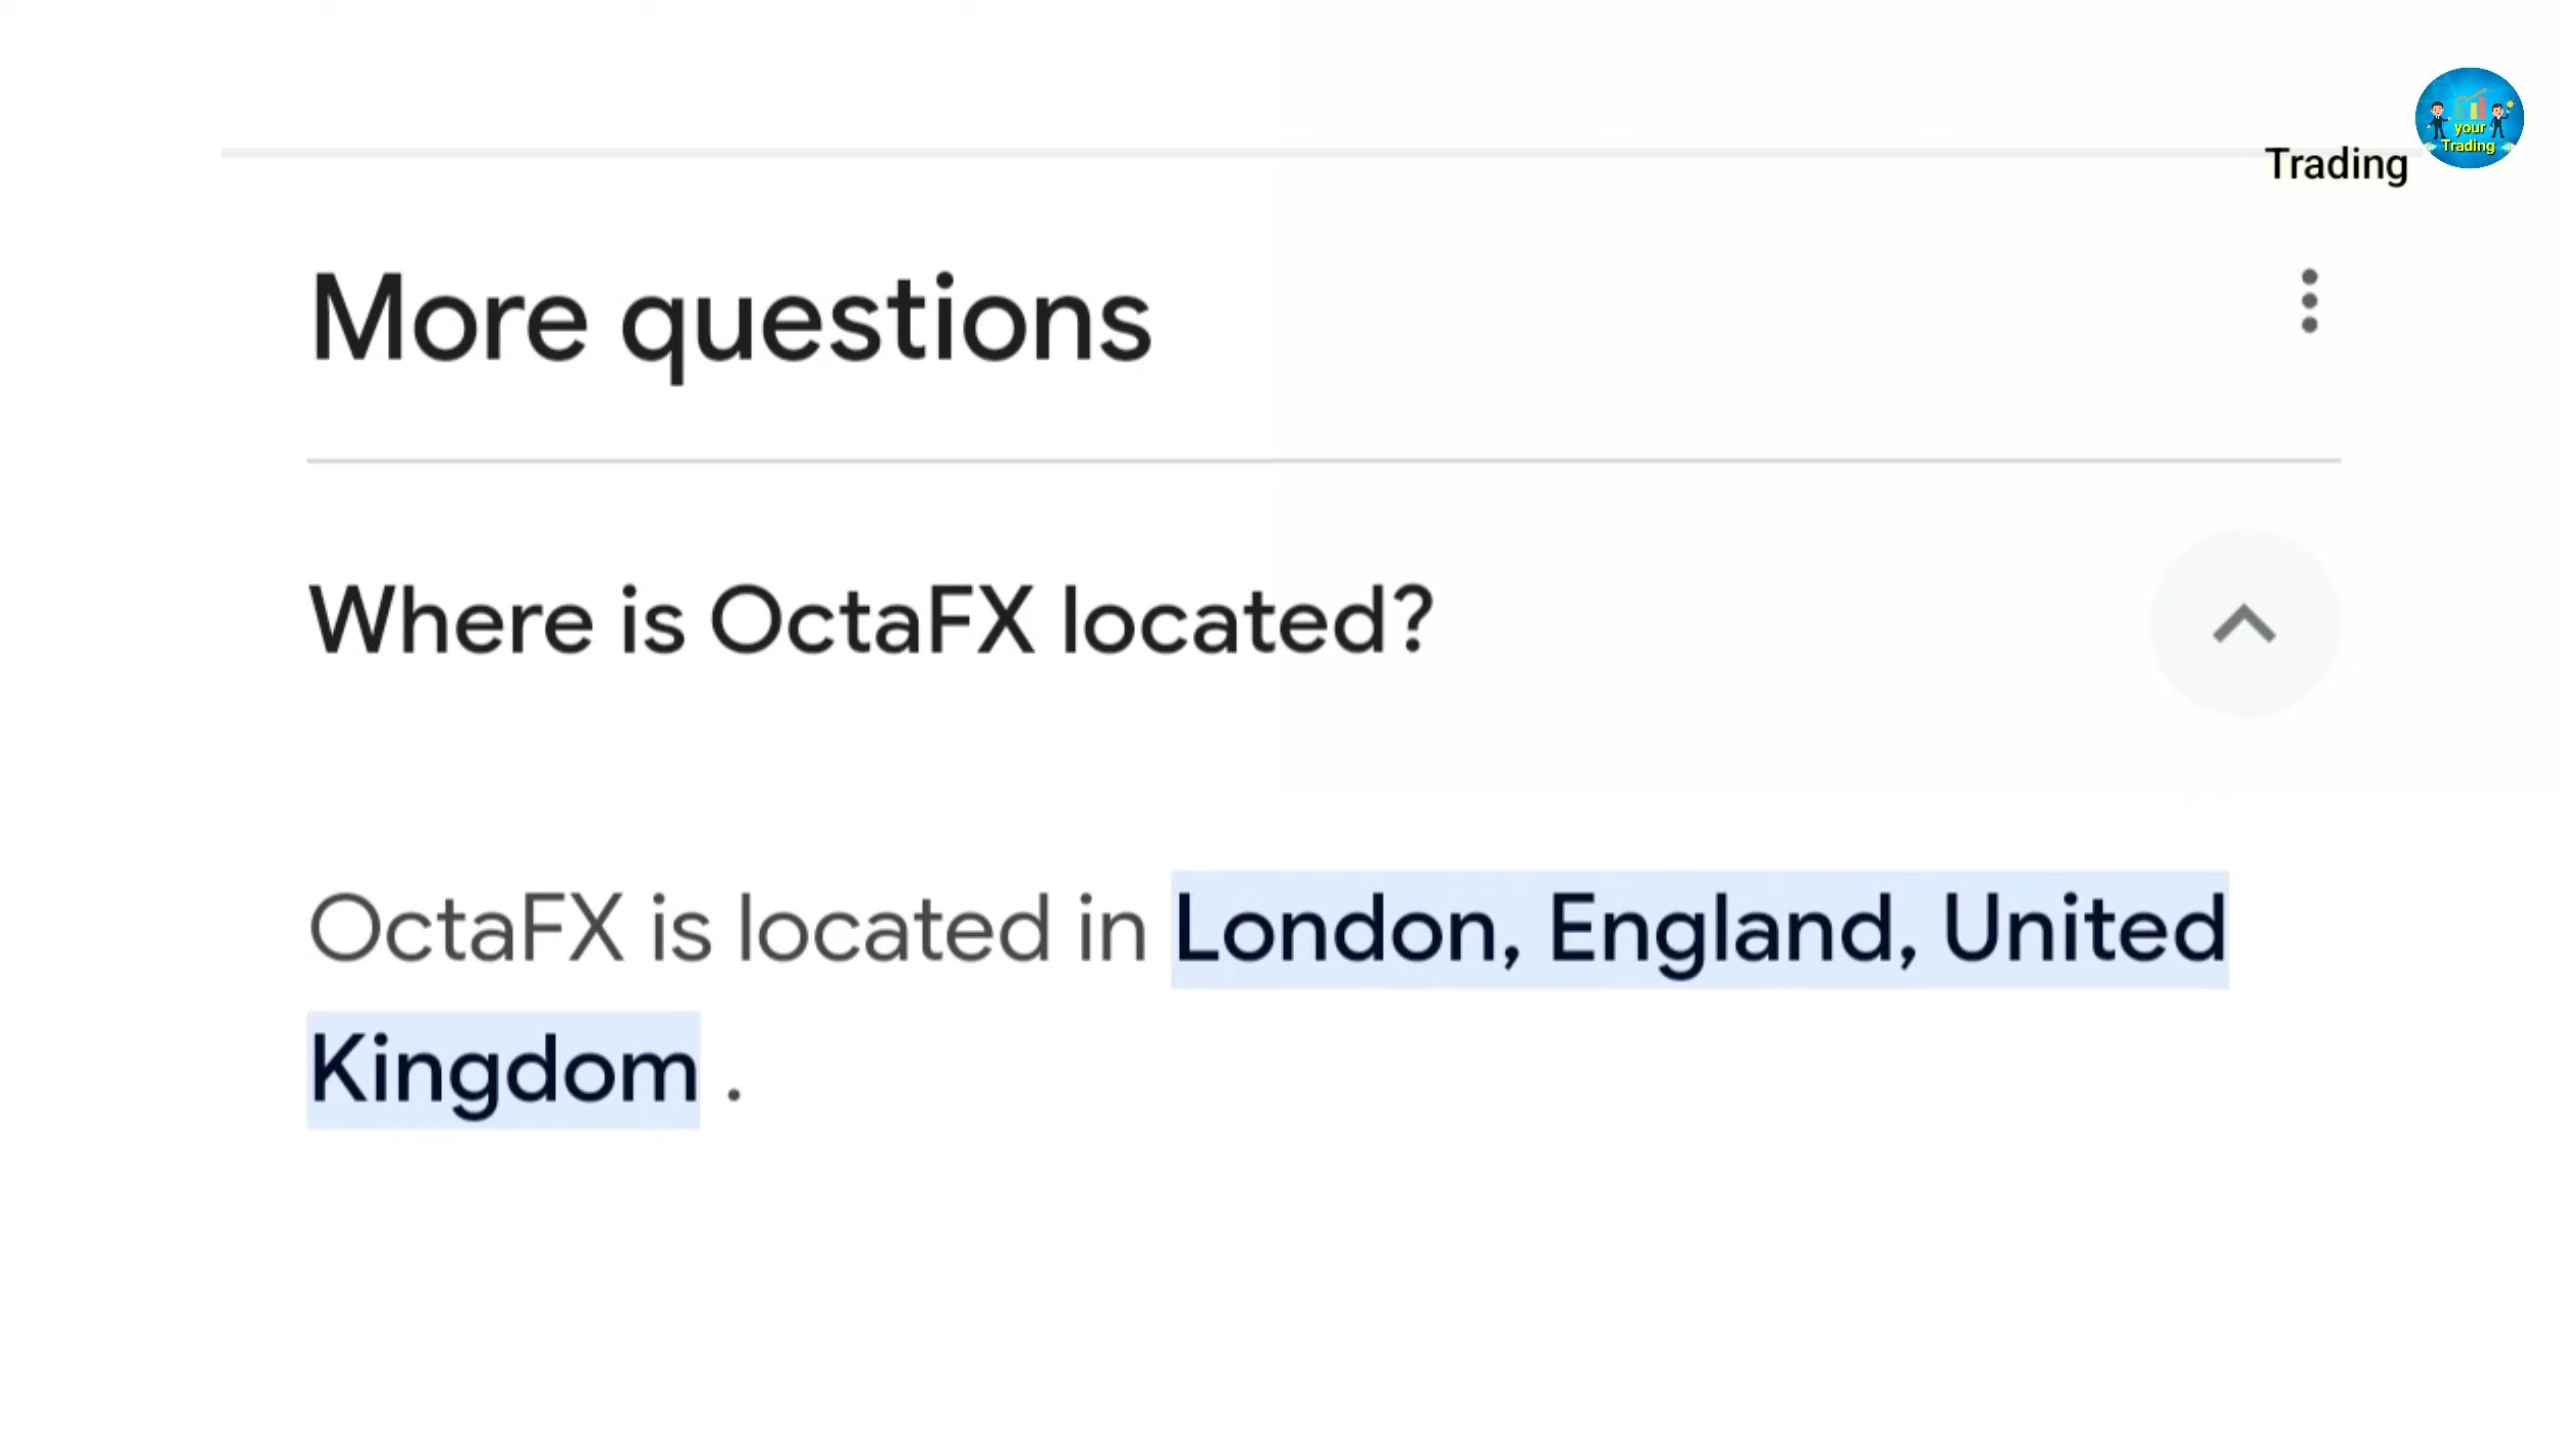 your
Trading
Trading
More questions
Where is OctaFX located?
OctaFX is located in London, England, United
Kingdom .